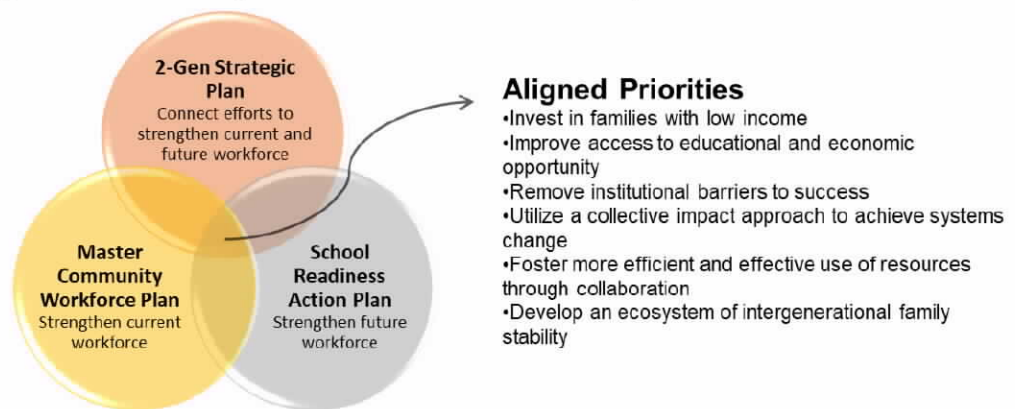 2-Gen Strategic
Plan
Connect efforts to
strengthen current and
future workforce
Master
Community
Workforce Plan
Strengthen current
workforce
School
Readiness
Action Plan
Strengthen future
workforce
Aligned Priorities
•Invest in families with low income
•Improve access to educational and economic
opportunity
•Remove institutional barriers to success
•Utilize a collective impact approach to achieve systems
change
•Foster more efficient and effective use of resources
through collaboration
•Develop an ecosystem of intergenerational family
stability